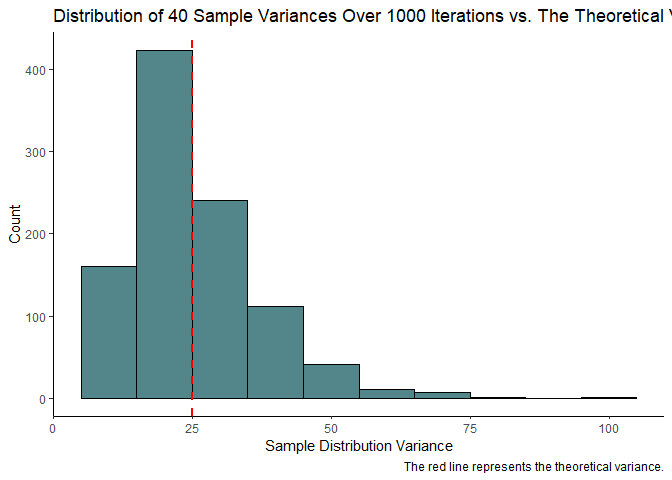 Distribution of 40 Sample Variances Over 1000 Iterations vs. The Theoretical
400
300
200
100
0
Count
0 25 50 75 100
Sample Distribution Variance
The red line represents the theoretical variance.